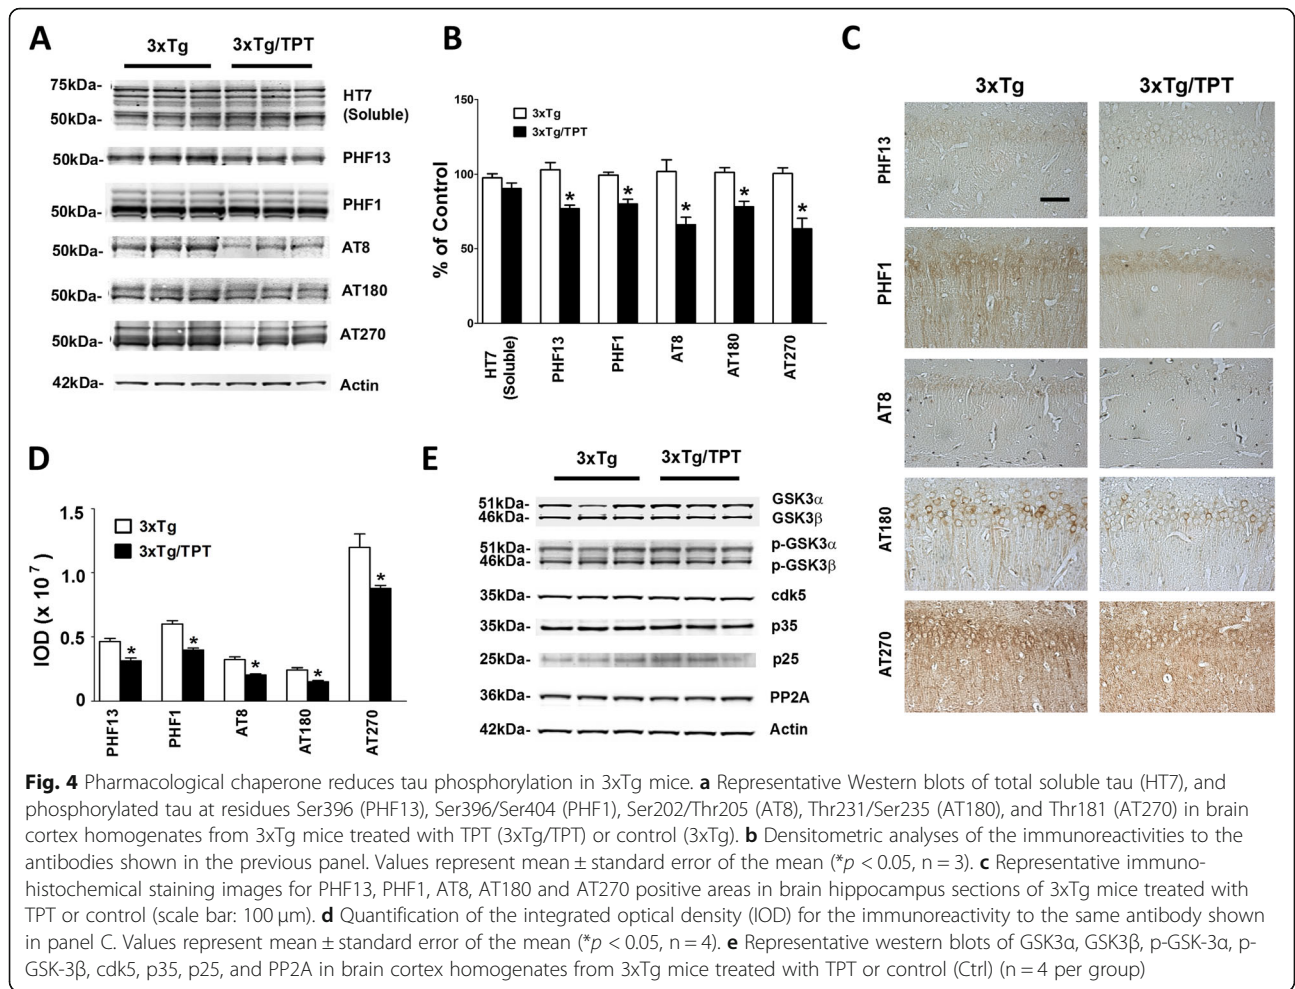 A
3xTg 3xTg/TPT
75kDa-
HT7
(Soluble)
50kDa-
50kDa- PHF13
PHF1
50kDa-
50kDa- AT8
50kDa- AT180
50kDa- AT270
42kDa- Actin
B
150
100
50
0
% of Control
3xTg
3xTg/TPT
* * * * *
HT7
(Soluble)
PHF13
PHF1
AT8
AT180
AT270
C
3xTg 3xTg/TPT
PHF13
PHF1
AT8
AT180
AT270
D
1.5
1.0
0.5
0
IOD (x 10 7 )
3xTg
3xTg/TPT
* * * * *
PHF13
PHF1
AT8
AT180
AT270
E
3xTg 3xTg/TPT
51kDa- GSK3α
46kDa- GSK3β
51kDa- p-GSK3α
46kDa- p-GSK3β
35kDa- cdk5
35kDa- p35
25kDa- p25
36kDa- PP2A
42kDa- Actin
Fig. 4 Pharmacological chaperone reduces tau phosphorylation in 3xTg mice. a Representative Western blots of total soluble tau (HT7), and
phosphorylated tau at residues Ser396 (PHF13), Ser396/Ser404 (PHF1), Ser202/Thr205 (AT8), Thr231/Ser235 (AT180), and Thr181 (AT270) in brain
cortex homogenates from 3xTg mice treated with TPT (3xTg/TPT) or control (3xTg). b Densitometric analyses of the immunoreactivities to the
antibodies shown in the previous panel. Values represent mean ± standard error of the mean (*p < 0.05, n = 3). c Representative immuno-
histochemical staining images for PHF13, PHF1, AT8, AT180 and AT270 positive areas in brain hippocampus sections of 3xTg mice treated with
TPT or control (scale bar: 100 μm). d Quantification of the integrated optical density (IOD) for the immunoreactivity to the same antibody shown
in panel C. Values represent mean ± standard error of the mean (*p < 0.05, n = 4). e Representative western blots of GSK3α, GSK3β, p-GSK-3α, p-
GSK-3β, cdk5, p35, p25, and PP2A in brain cortex homogenates from 3xTg mice treated with TPT or control (Ctrl) (n = 4 per group)